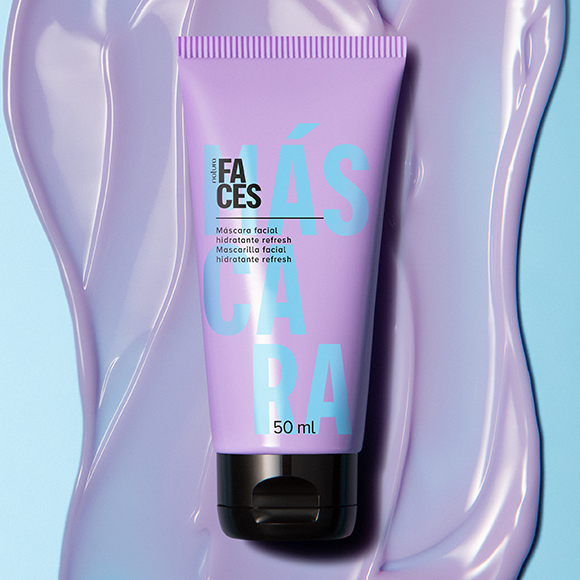 natura
FA
CES
MÁS
CA
RA
Máscara facial
hidratante refresh
Mascarilla facial
hidratante refresh
50 ml